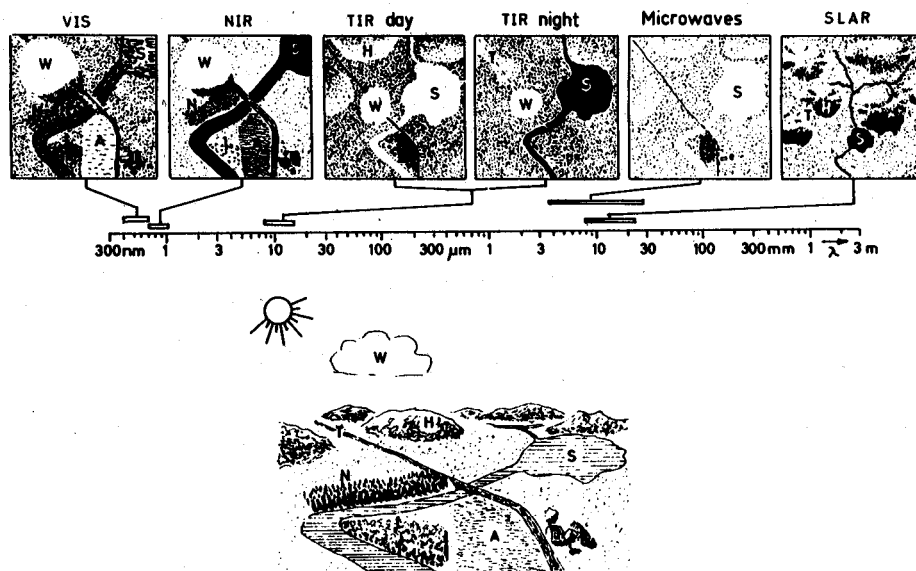 VIS NIR TIR day TIR night Microwaves SLAR
W W H T
N W S W S S T
A S
300nm 1 3 10 30 100 300 µm 1 3 10 30 100 300mm 1 λ 3 m
W
H
T
S
N
A